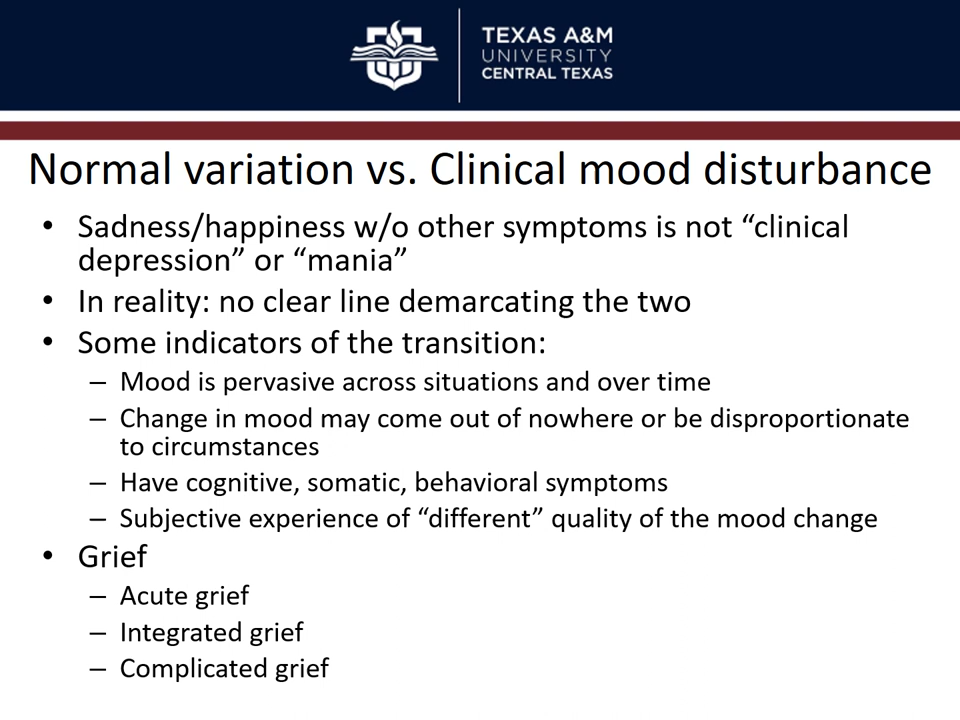 TEXAS A&M
UNIVERSITY
CENTRAL TEXAS
Normal variation vs. Clinical mood disturbance
• Sadness/happiness w/o other symptoms is not “clinical
depression” or “mania”
• In reality: no clear line demarcating the two
• Some indicators of the transition:
– Mood is pervasive across situations and over time
– Change in mood may come out of nowhere or be disproportionate
to circumstances
– Have cognitive, somatic, behavioral symptoms
– Subjective experience of “different” quality of the mood change
• Grief
– Acute grief
– Integrated grief
– Complicated grief